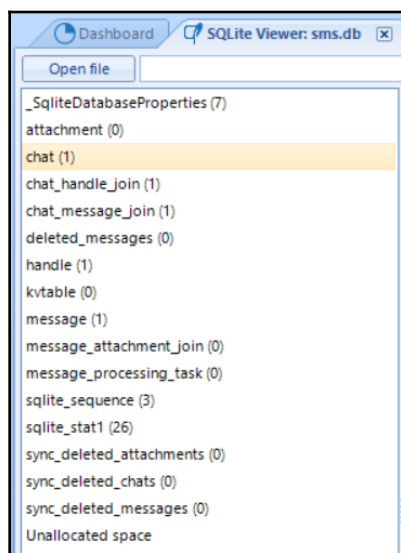 Dashboard SQLite Viewer: sms.db
Open file
_SqliteDatabaseProperties (7)
attachment (0)
chat (1)
chat_handle_join (1)
chat_message_join (1)
deleted_messages (0)
handle (1)
kvtable (0)
message (1)
message_attachment_join (0)
message_processing_task (0)
sqlite_sequence (3)
sqlite_stat1 (26)
sync_deleted_attachments (0)
sync_deleted_chats (0)
sync_deleted_messages (0)
Unallocated space